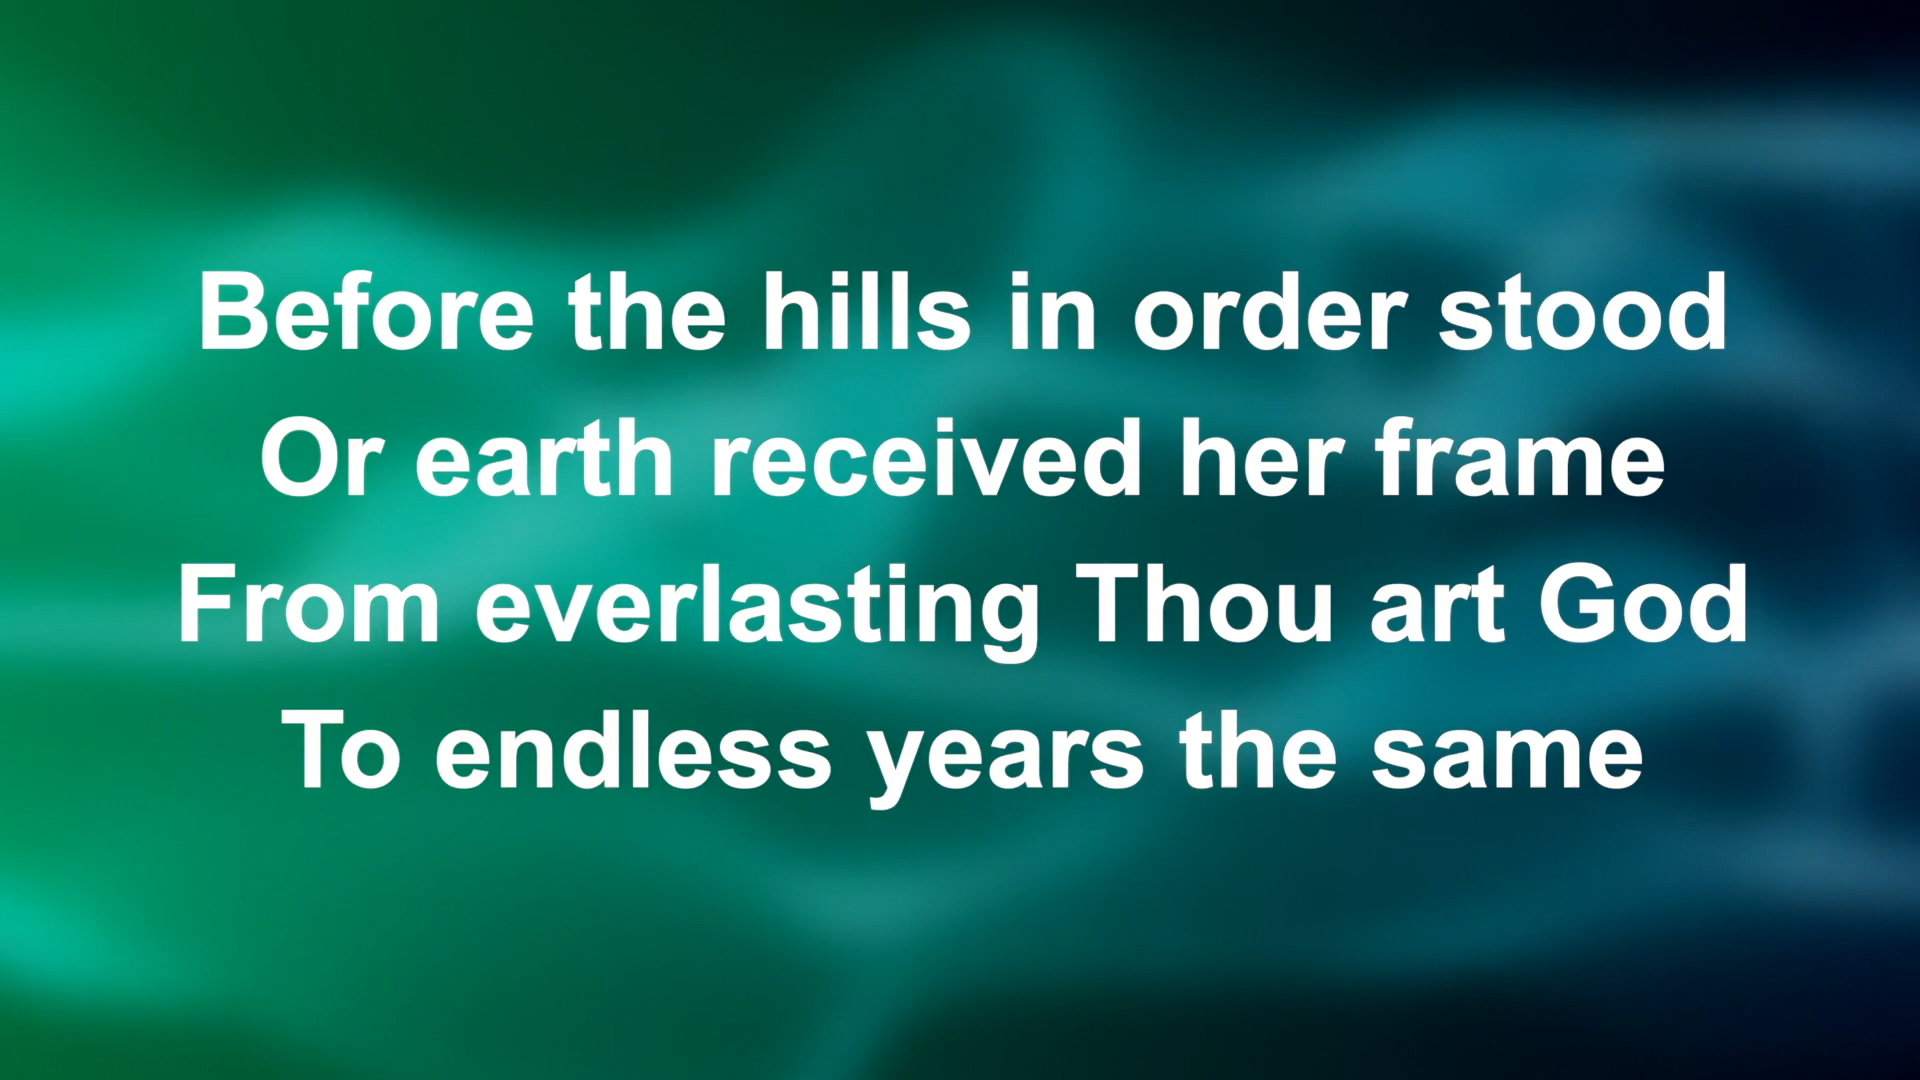 Before the hills in order stood
Or earth received her frame
From everlasting Thou art God
To endless years the same